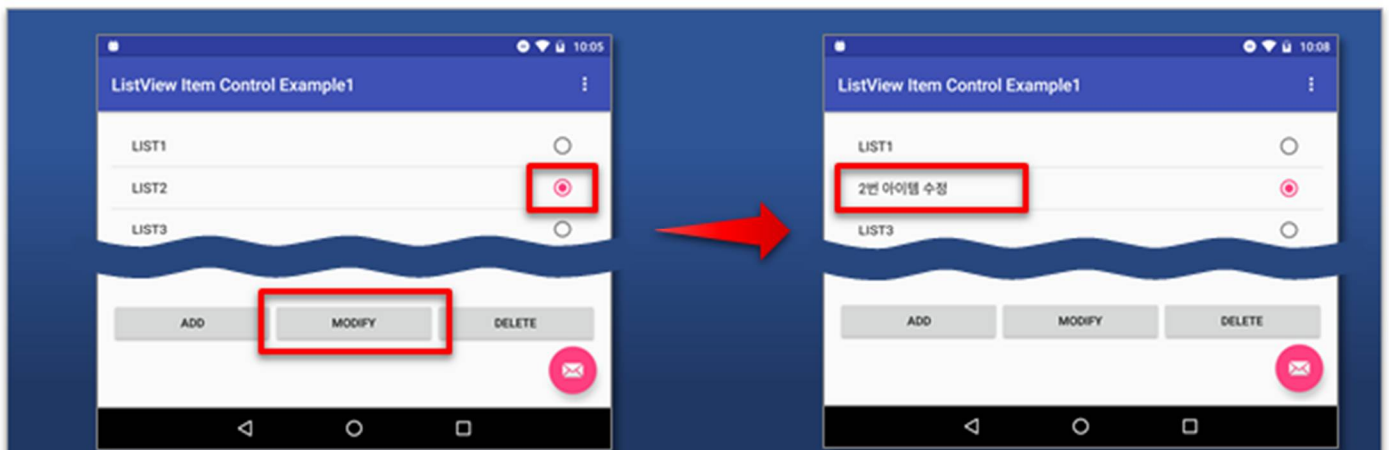 10:05
ListView Item Control Example1
LIST1
LIST2
LIST3
ADD MODIFY DELETE
10:08
ListView Item Control Example1
LIST1
2번 아이템 수정
LIST3
ADD MODIFY DELETE